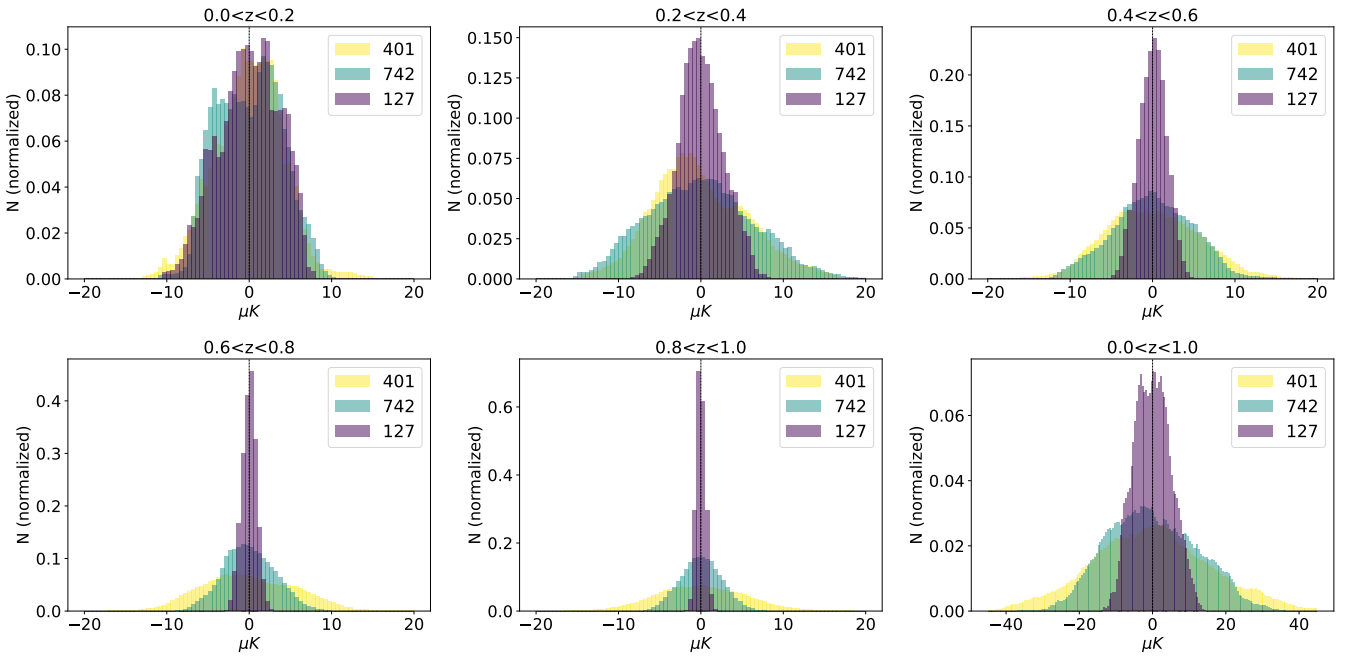 0.0<z<0.2
N (normalized)
0.10
0.08
0.06
0.04
0.02
0.00
−20 −10 0 10 20
μK
401
742
127
0.2<z<0.4
N (normalized)
0.150
0.125
0.100
0.075
0.050
0.025
0.000
−20 −10 0 10 20
μK
401
742
127
0.4<z<0.6
N (normalized)
0.20
0.15
0.10
0.05
0.00
−20 −10 0 10 20
μK
401
742
127
0.6<z<0.8
N (normalized)
0.4
0.3
0.2
0.1
0.0
−20 −10 0 10 20
μK
401
742
127
0.8<z<1.0
N (normalized)
0.6
0.4
0.2
0.0
−20 −10 0 10 20
μK
401
742
127
0.0<z<1.0
N (normalized)
0.06
0.04
0.02
0.00
−40 −20 0 20 40
μK
401
742
127